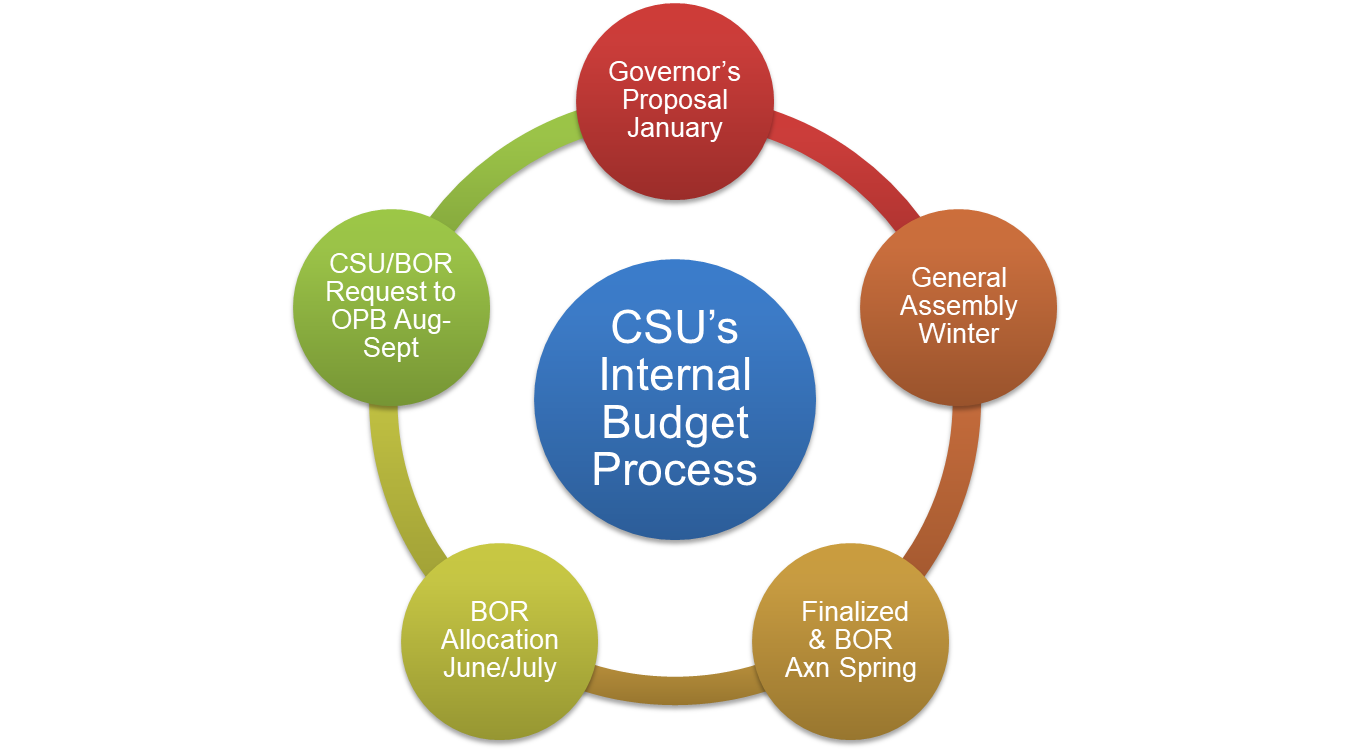 Governor’s
Proposal
January
General
Assembly
Winter
Finalized
& BOR
Axn Spring
BOR
Allocation
June/July
CSU/BOR
Request to
OPB Aug-
Sept
CSU’s
Internal
Budget
Process